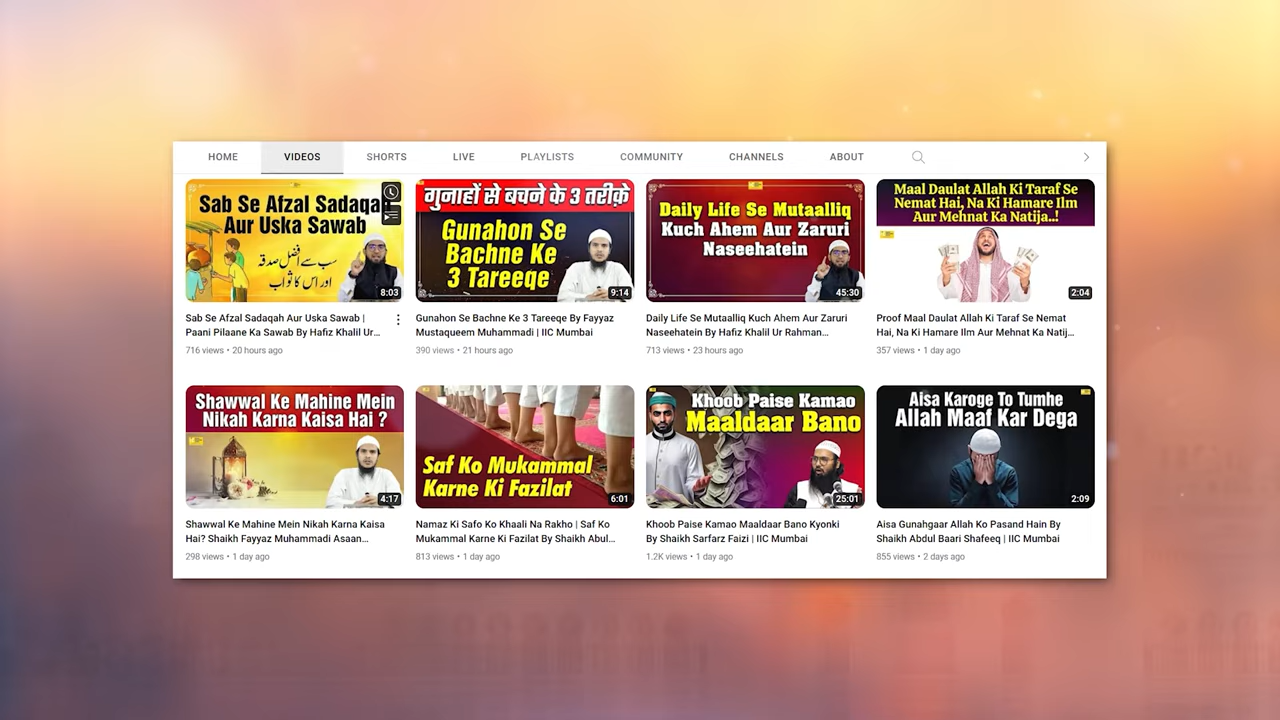 HOME VIDEOS SHORTS LIVE PLAYLISTS COMMUNITY CHANNELS ABOUT
Sab Se Afzal Sadaqah
Aur Uska Sawab
سب سے افضل صدقہ
اور اس کا ثواب
8:03
Sab Se Afzal Sadaqah Aur Uska Sawab |
Paani Pilaane Ka Sawab By Hafiz Khalil Ur...
716 views • 20 hours ago
गुनाहों से बचने के 3 तरीक़े
Gunahon Se
Bachne Ke
3 Tareeqe
9:14
Gunahon Se Bachne Ke 3 Tareeqe By Fayyaz
Mustaqueem Muhammadi | IIC Mumbai
390 views • 21 hours ago
Daily Life Se Mutaalliq
Kuch Ahem Aur Zaruri
Naseehatein
45:30
Daily Life Se Mutaalliq Kuch Ahem Aur Zaruri
Naseehatein By Hafiz Khalil Ur Rahman...
713 views • 23 hours ago
Maal Daulat Allah Ki Taraf Se
Nemat Hai, Na Ki Hamare Ilm
Aur Mehnat Ka Natija..!
2:04
Proof Maal Daulat Allah Ki Taraf Se Nemat
Hai, Na Ki Hamare Ilm Aur Mehnat Ka Natij...
357 views • 1 day ago
Shawwal Ke Mahine Mein
Nikah Karna Kaisa Hai ?
4:17
Shawwal Ke Mahine Mein Nikah Karna Kaisa
Hai? Shaikh Fayyaz Muhammadi Asaan...
298 views • 1 day ago
Saf Ko Mukammal
Karne Ki Fazilat
6:01
Namaz Ki Safo Ko Khaali Na Rakho | Saf Ko
Mukammal Karne Ki Fazilat By Shaikh Abul...
813 views • 1 day ago
Khoob Paise Kamao
Maaldaar Bano
25:01
Khoob Paise Kamao Maaldaar Bano Kyonki
By Shaikh Sarfarz Faizi | IIC Mumbai
1.2K views • 1 day ago
Aisa Karoge To Tumhe
Allah Maaf Kar Dega
2:09
Aisa Gunahgaar Allah Ko Pasand Hain By
Shaikh Abdul Baari Shafeeq | IIC Mumbai
855 views • 2 days ago